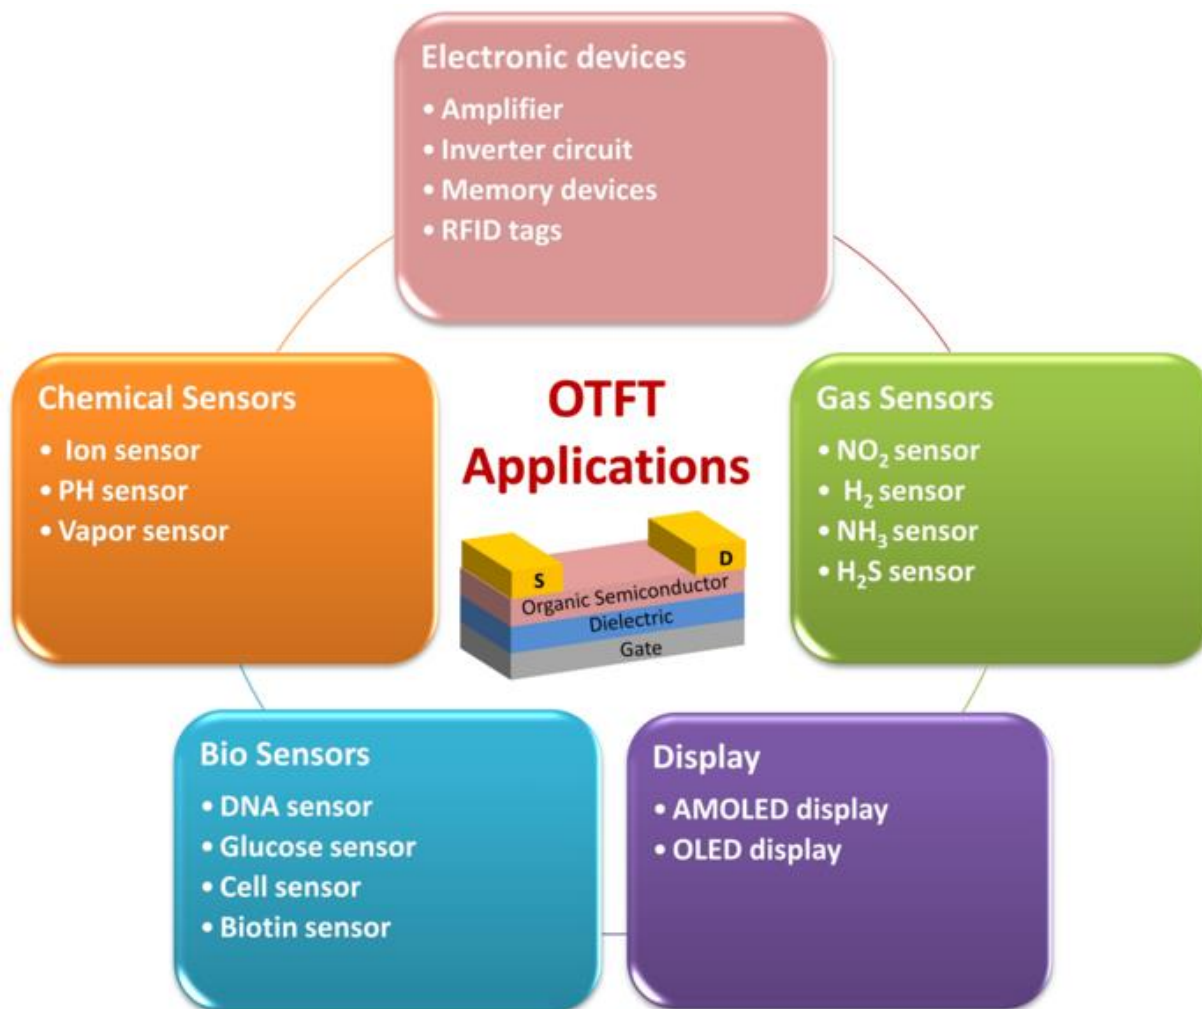 Electronic devices
• Amplifier
• Inverter circuit
• Memory devices
• RFID tags
Chemical Sensors
• Ion sensor
• PH sensor
• Vapor sensor
OTFT
Applications
S
D
Organic Semiconductor
Dielectric
Gate
Gas Sensors
• NO₂ sensor
• H₂ sensor
• NH₃ sensor
• H₂S sensor
Bio Sensors
• DNA sensor
• Glucose sensor
• Cell sensor
• Biotin sensor
Display
• AMOLED display
• OLED display